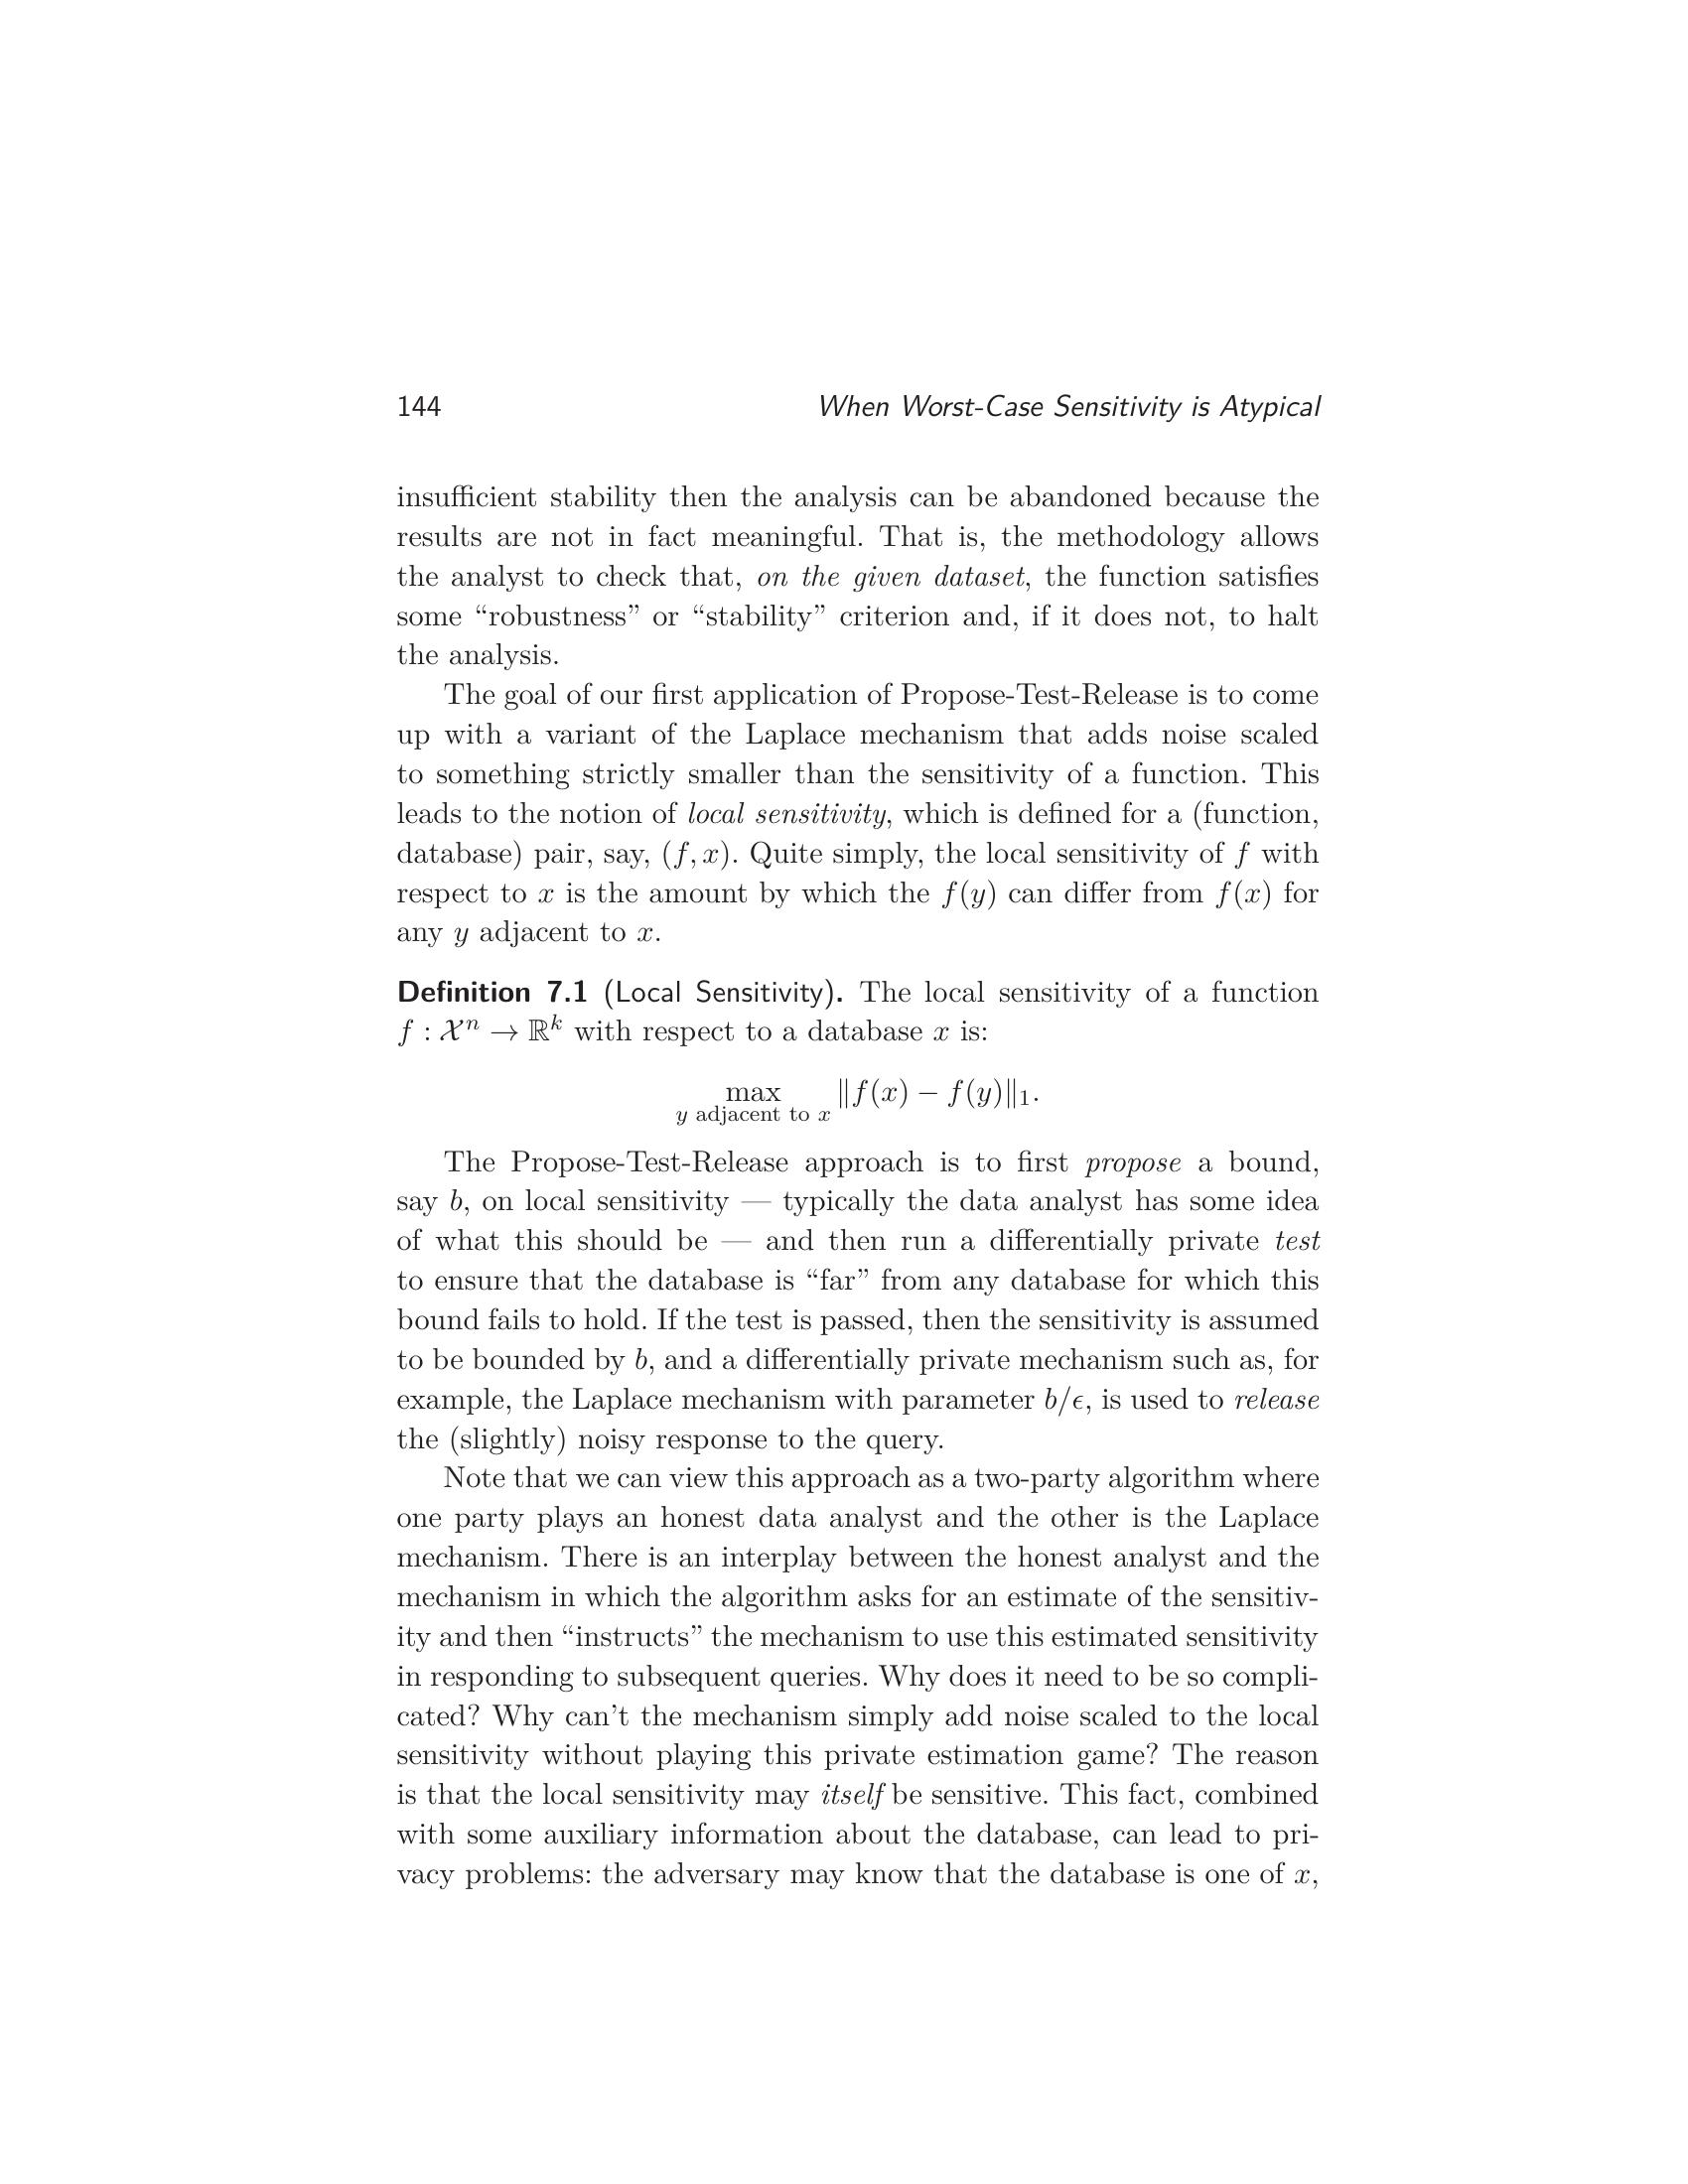 144 When Worst-Case Sensitivity is Atypical
insufficient stability then the analysis can be abandoned because the
results are not in fact meaningful. That is, the methodology allows
the analyst to check that, on the given dataset, the function satisfies
some “robustness” or “stability” criterion and, if it does not, to halt
the analysis.
The goal of our first application of Propose-Test-Release is to come
up with a variant of the Laplace mechanism that adds noise scaled
to something strictly smaller than the sensitivity of a function. This
leads to the notion of local sensitivity, which is defined for a (function,
database) pair, say, (f, x). Quite simply, the local sensitivity of f with
respect to x is the amount by which the f(y) can differ from f(x) for
any y adjacent to x.
Definition 7.1 (Local Sensitivity). The local sensitivity of a function
f : 𝒳ⁿ → ℝᵏ with respect to a database x is:
max ‖f(x) − f(y)‖₁.
y adjacent to x
The Propose-Test-Release approach is to first propose a bound,
say b, on local sensitivity — typically the data analyst has some idea
of what this should be — and then run a differentially private test
to ensure that the database is “far” from any database for which this
bound fails to hold. If the test is passed, then the sensitivity is assumed
to be bounded by b, and a differentially private mechanism such as, for
example, the Laplace mechanism with parameter b/ϵ, is used to release
the (slightly) noisy response to the query.
Note that we can view this approach as a two-party algorithm where
one party plays an honest data analyst and the other is the Laplace
mechanism. There is an interplay between the honest analyst and the
mechanism in which the algorithm asks for an estimate of the sensitiv-
ity and then “instructs” the mechanism to use this estimated sensitivity
in responding to subsequent queries. Why does it need to be so compli-
cated? Why can’t the mechanism simply add noise scaled to the local
sensitivity without playing this private estimation game? The reason
is that the local sensitivity may itself be sensitive. This fact, combined
with some auxiliary information about the database, can lead to pri-
vacy problems: the adversary may know that the database is one of x,